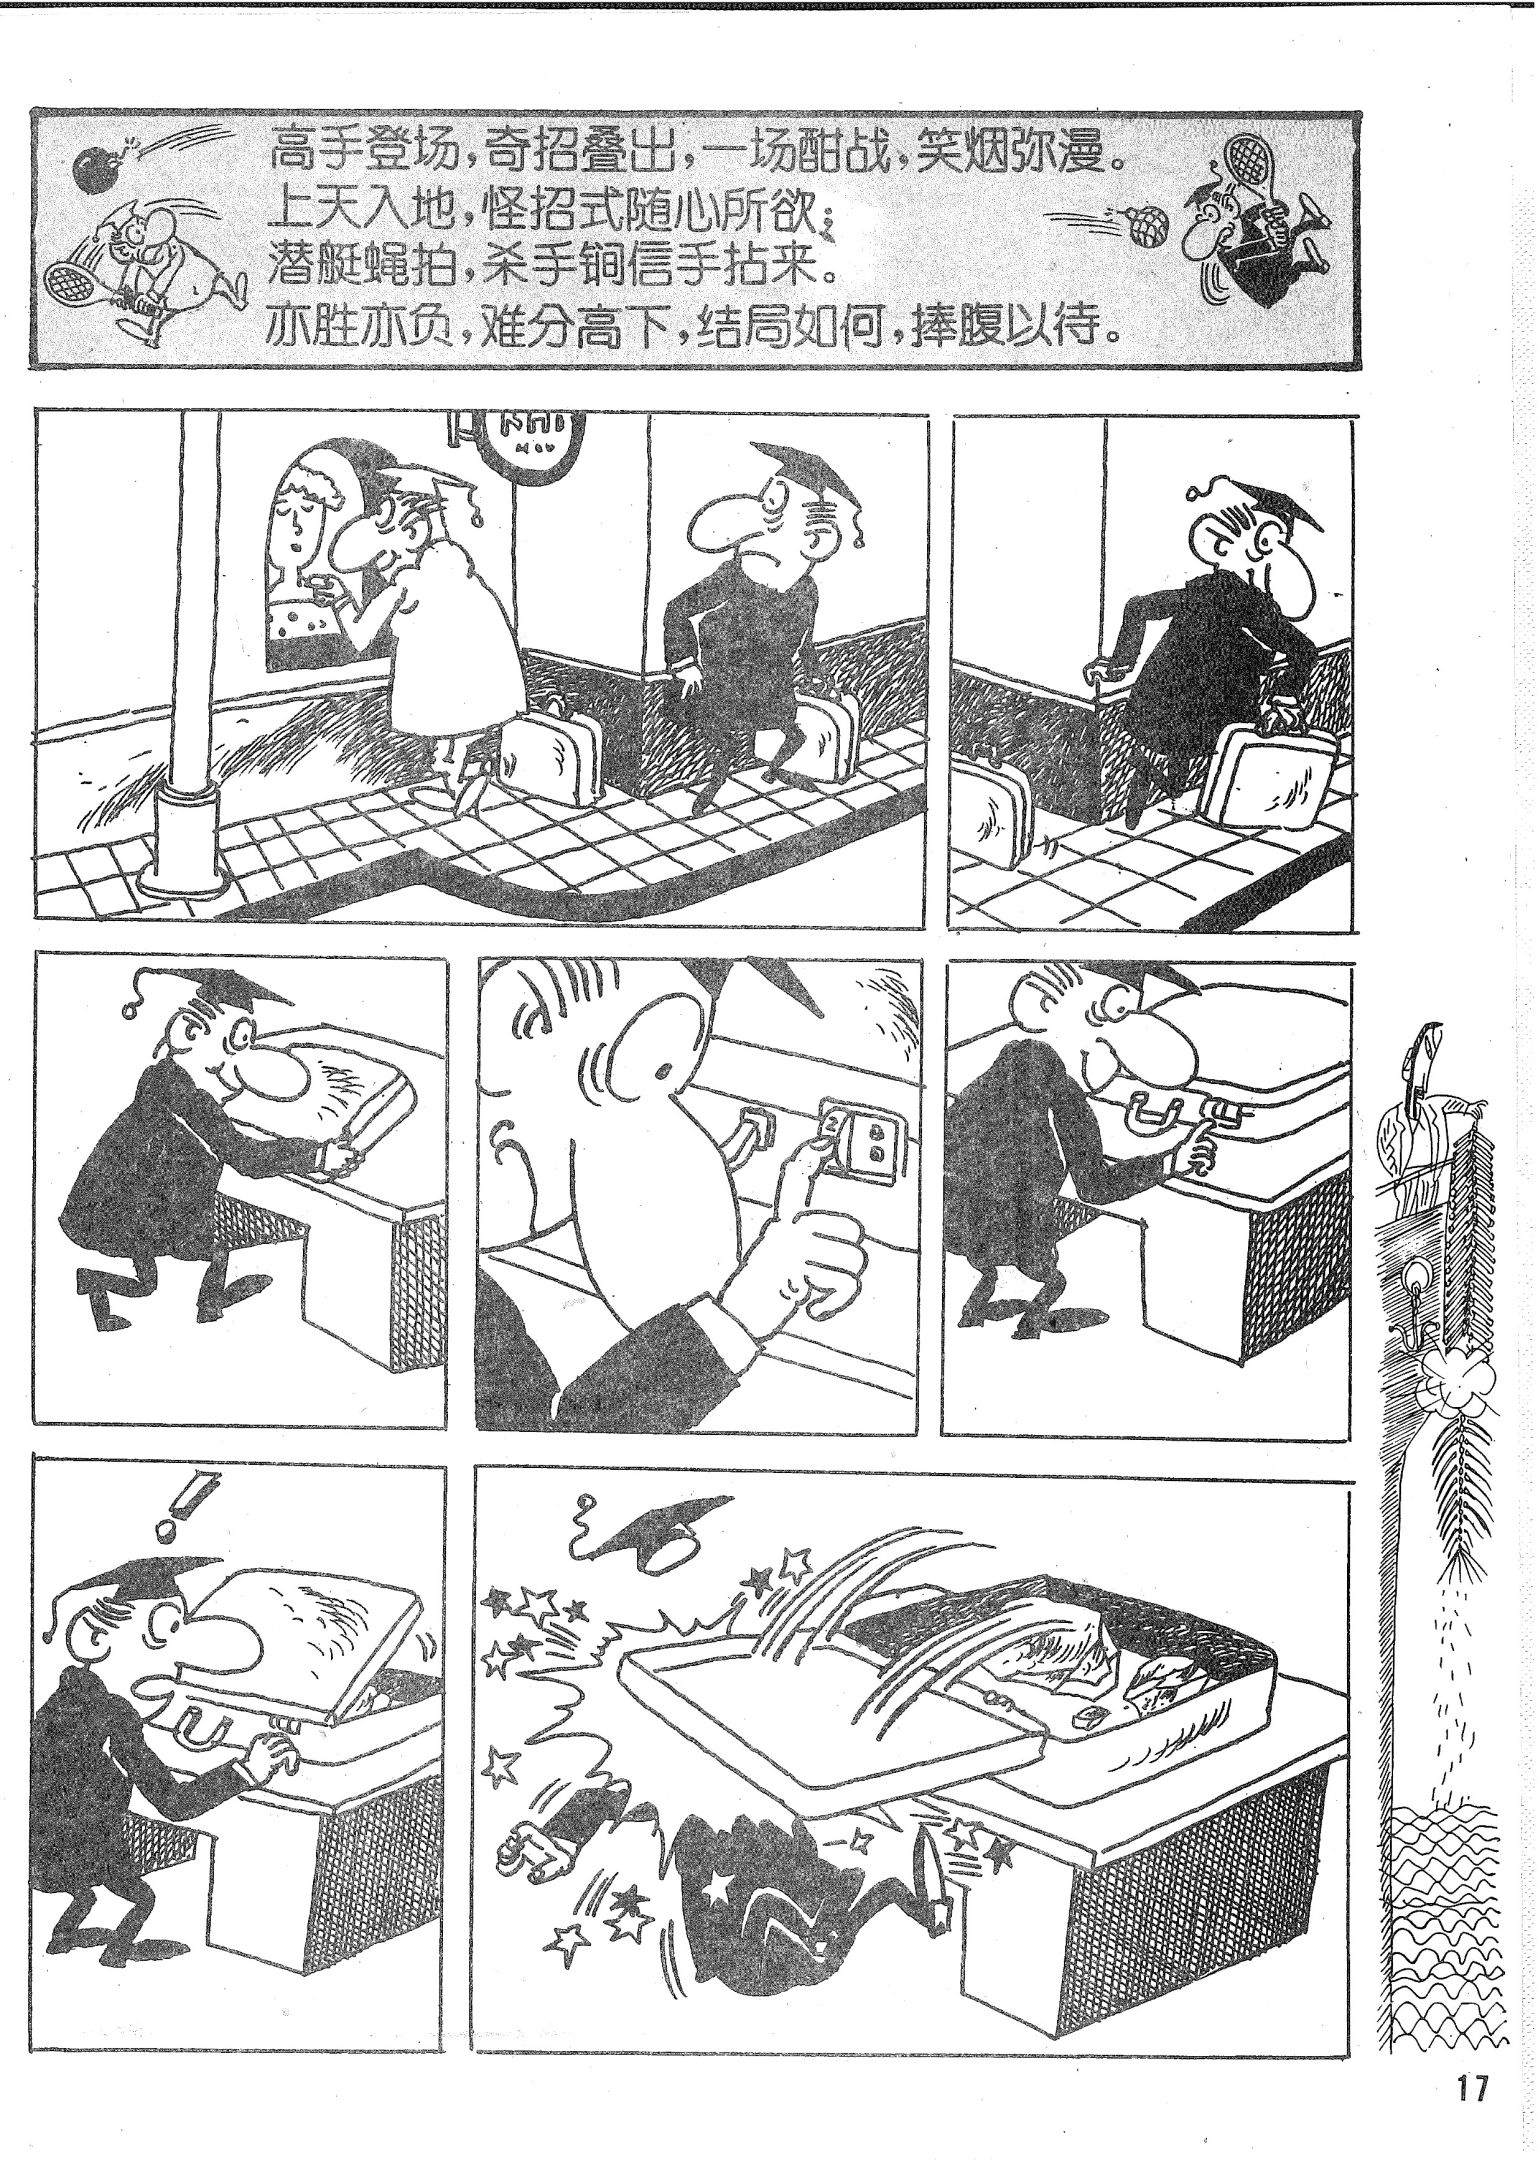 高手登场,奇招叠出,一场酣战,笑烟弥漫。
上天入地,怪招式随心所欲;
潜艇蝇拍,杀手锏信手拈来。
亦胜亦负,难分高下,结局如何,捧腹以待。
2
!
17